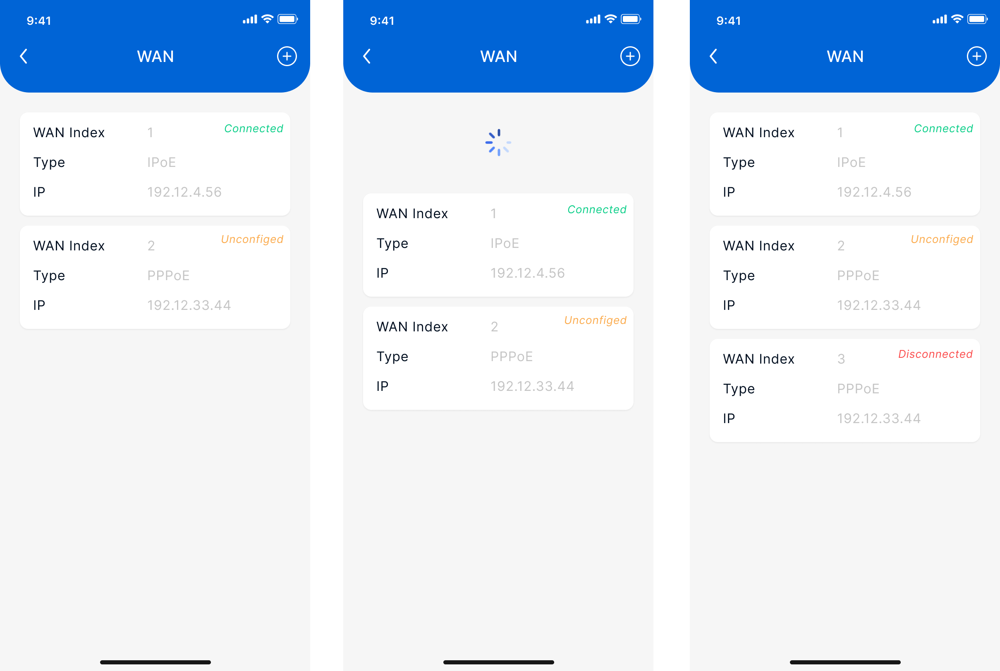 9:41
WAN
WAN Index 1 Connected
Type IPoE
IP 192.12.4.56
WAN Index 2 Unconfiged
Type PPPoE
IP 192.12.33.44
9:41
WAN
WAN Index 1 Connected
Type IPoE
IP 192.12.4.56
WAN Index 2 Unconfiged
Type PPPoE
IP 192.12.33.44
9:41
WAN
WAN Index 1 Connected
Type IPoE
IP 192.12.4.56
WAN Index 2 Unconfiged
Type PPPoE
IP 192.12.33.44
WAN Index 3 Disconnected
Type PPPoE
IP 192.12.33.44